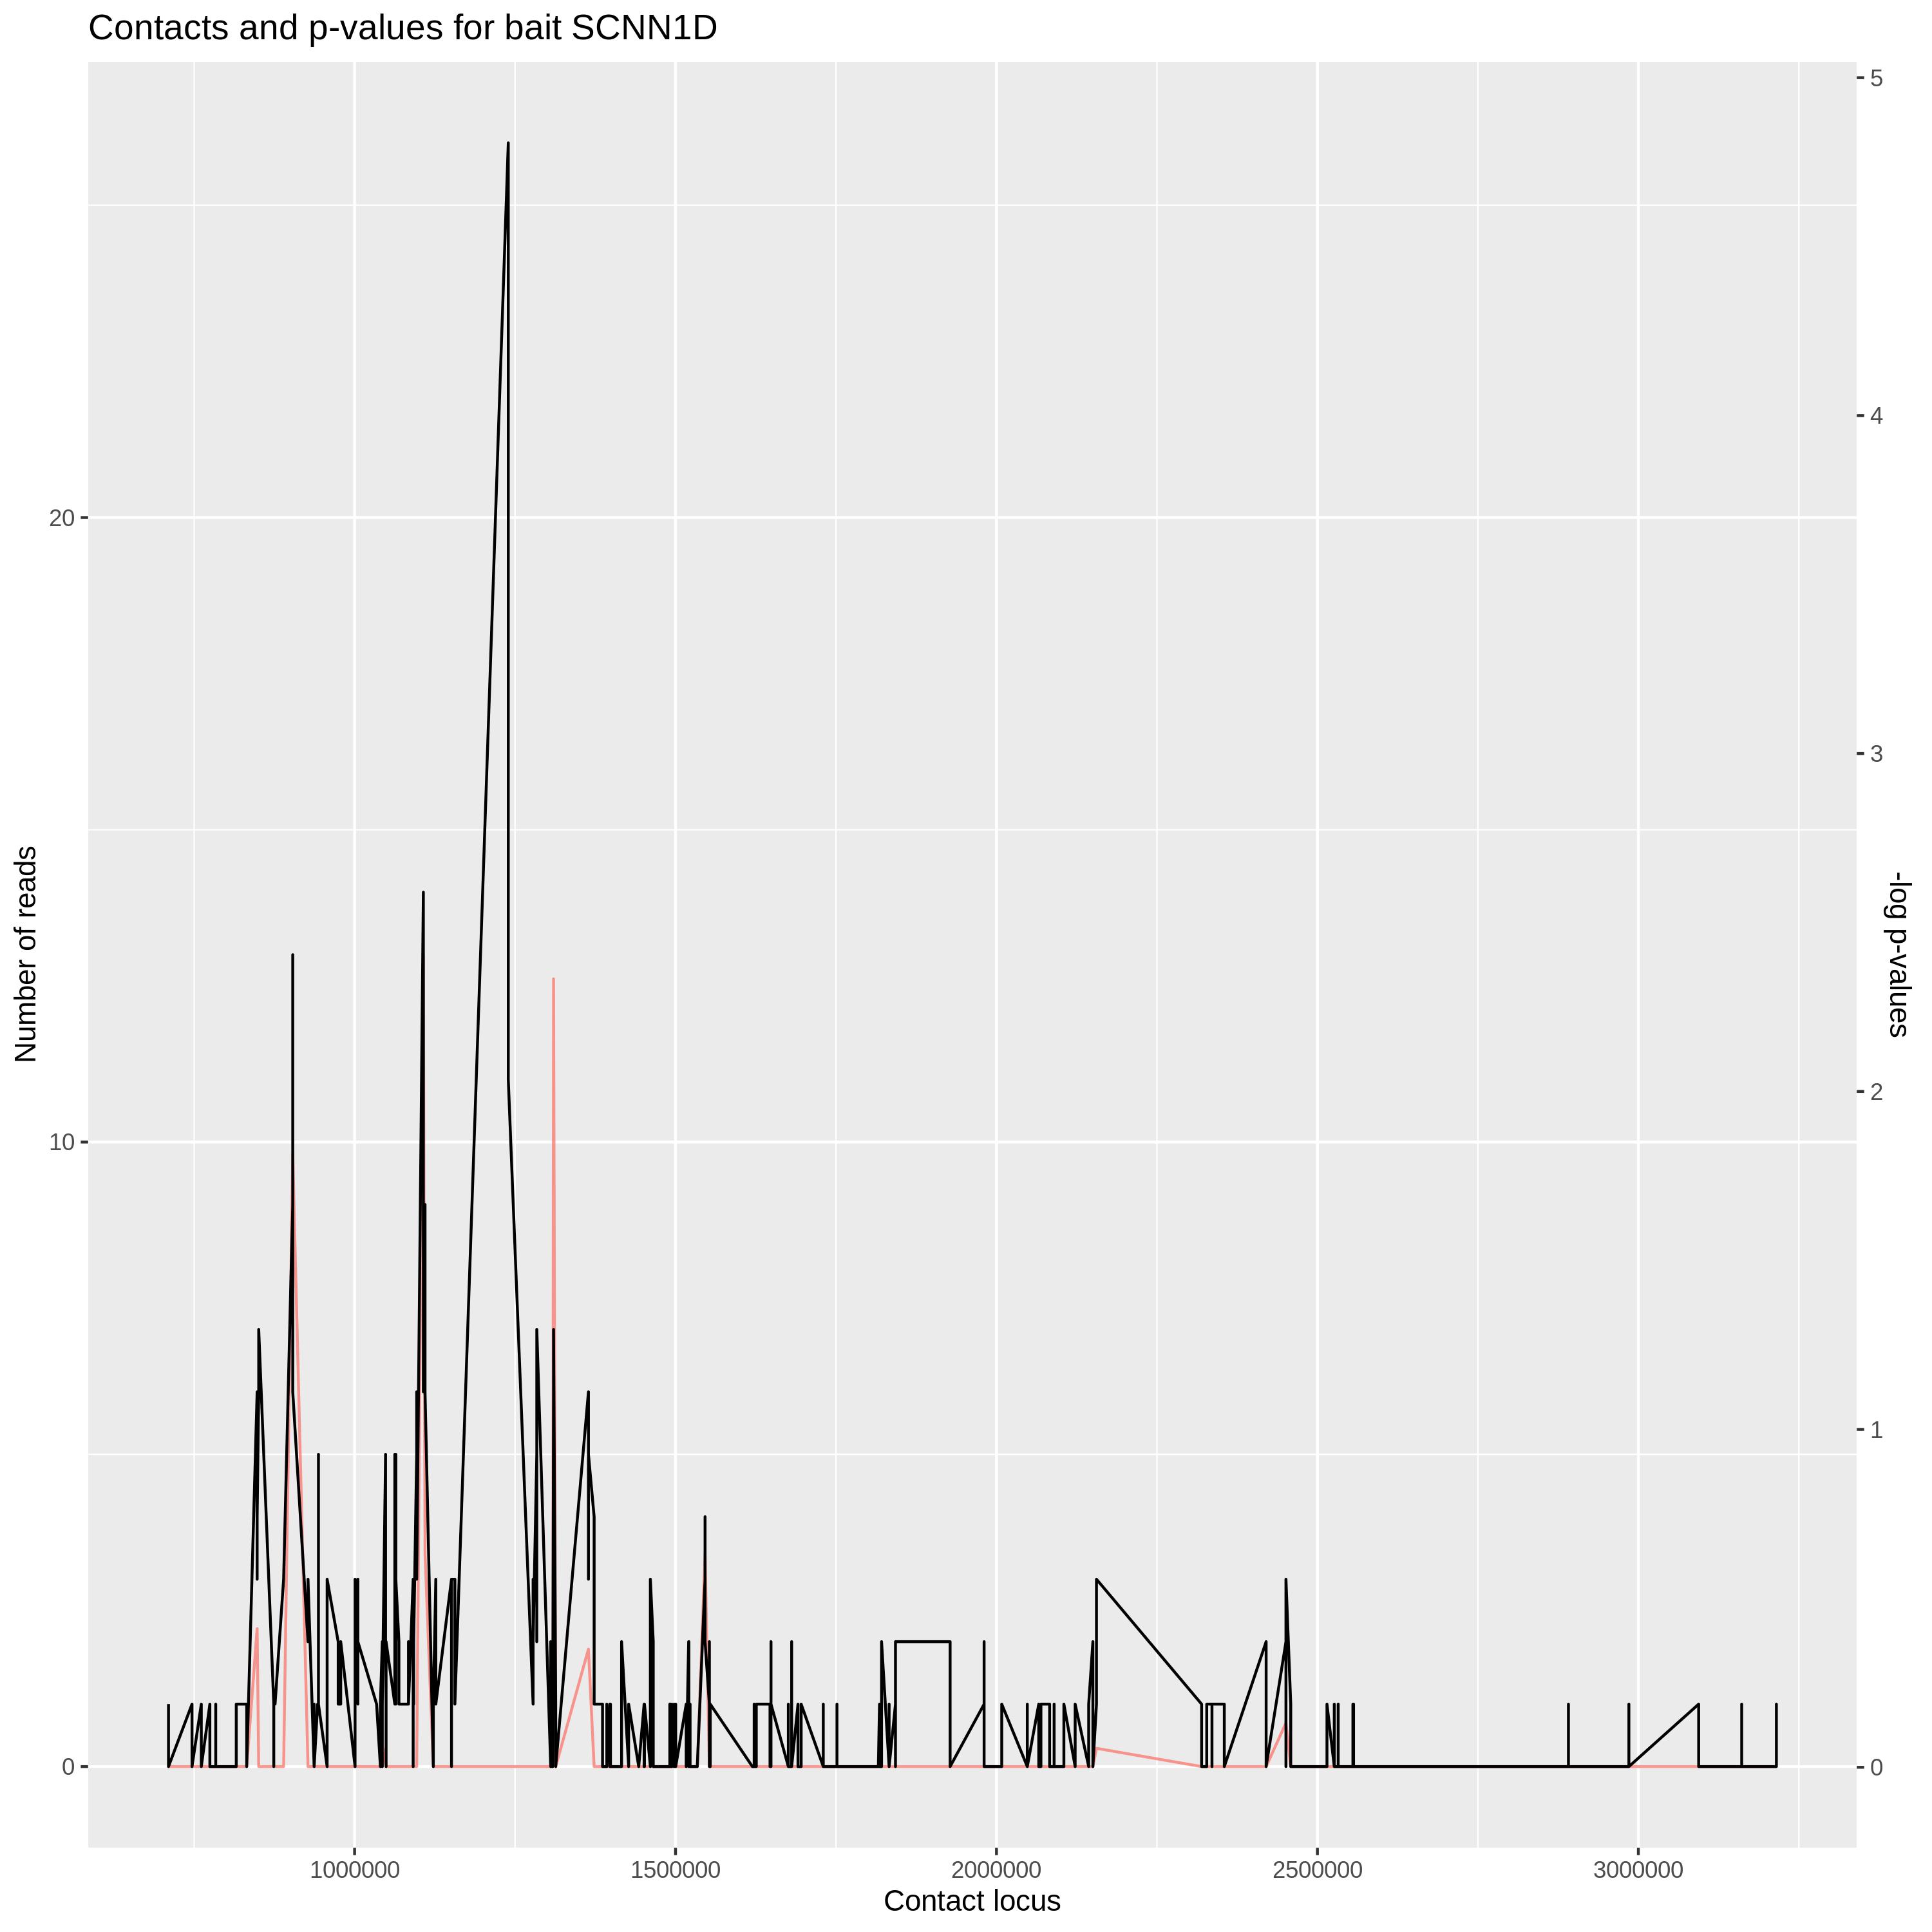 Contacts and p-values for bait SCNN1D
5
4
20
3
Number of reads
-log p-values
2
10
1
0
0
1000000 1500000 2000000 2500000 3000000
Contact locus